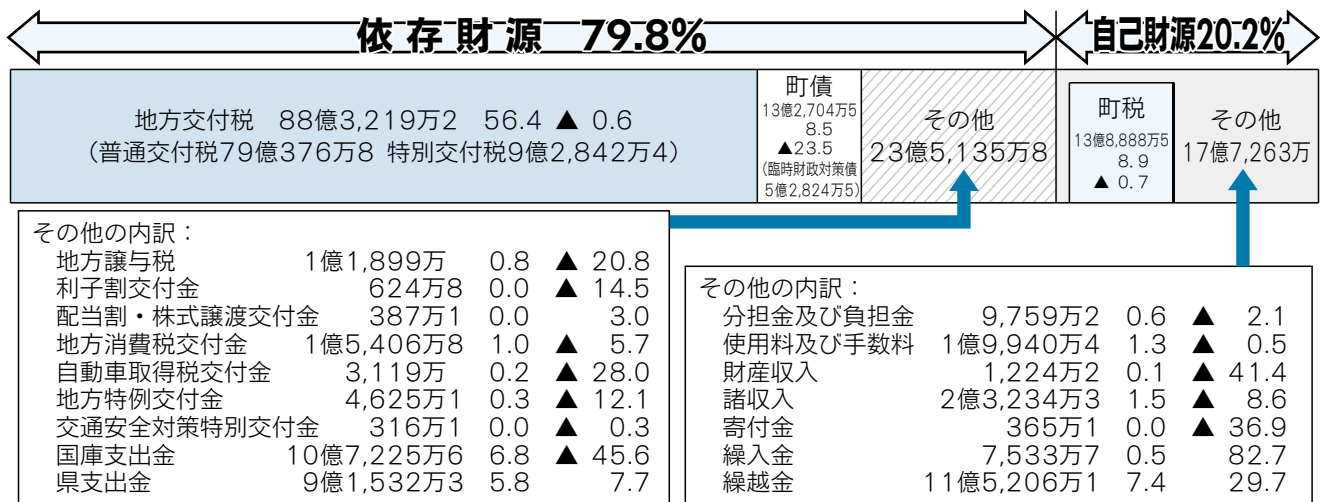 依存財源 79.8%
自己財源20.2%
地方交付税 88億3,219万2 56.4 ▲ 0.6
(普通交付税79億376万8 特別交付税9億2,842万4)
町債
13億2,704万5
8.5
▲23.5
(臨時財政対策債
5億2,824万5)
その他
23億5,135万8
町税
13億8,888万5
8.9
▲ 0.7
その他
17億7,263万
その他の内訳:
地方譲与税 1億1,899万 0.8 ▲ 20.8
利子割交付金 624万8 0.0 ▲ 14.5
配当割・株式譲渡交付金 387万1 0.0 3.0
地方消費税交付金 1億5,406万8 1.0 ▲ 5.7
自動車取得税交付金 3,119万 0.2 ▲ 28.0
地方特例交付金 4,625万1 0.3 ▲ 12.1
交通安全対策特別交付金 316万1 0.0 ▲ 0.3
国庫支出金 10億7,225万6 6.8 ▲ 45.6
県支出金 9億1,532万3 5.8 7.7
その他の内訳:
分担金及び負担金 9,759万2 0.6 ▲ 2.1
使用料及び手数料 1億9,940万4 1.3 ▲ 0.5
財産収入 1,224万2 0.1 ▲ 41.4
諸収入 2億3,234万3 1.5 ▲ 8.6
寄付金 365万1 0.0 ▲ 36.9
繰入金 7,533万7 0.5 82.7
繰越金 11億5,206万1 7.4 29.7